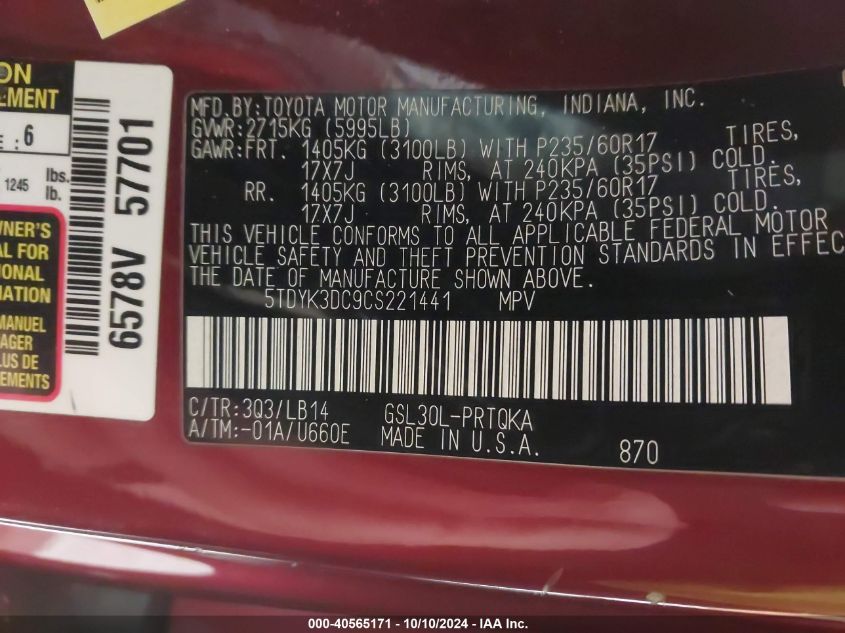 ON
LEMENT
E : 6
1245 lbs.
lb.
WNER'S
AL FOR
IONAL
MATION
MANUEL
AGER
LUS DE
EMENTS
6578V 57701
MFD.BY:TOYOTA MOTOR MANUFACTURING, INDIANA, INC.
GVWR:2715KG (5995LB)
GAWR:FRT. 1405KG (3100LB) WITH P235/60R17 TIRES,
17X7J RIMS, AT 240KPA (35PSI) COLD.
RR. 1405KG (3100LB) WITH P235/60R17 TIRES,
17X7J RIMS, AT 240KPA (35PSI) COLD.
THIS VEHICLE CONFORMS TO ALL APPLICABLE FEDERAL MOTOR
VEHICLE SAFETY AND THEFT PREVENTION STANDARDS IN EFFEC
THE DATE OF MANUFACTURE SHOWN ABOVE.
5TDYK3DC9CS221441 MPV
C/TR:3Q3/LB14 GSL30L-PRTQKA
A/TM:-01A/U660E MADE IN U.S.A.
870
000-40565171 - 10/10/2024 - IAA Inc.